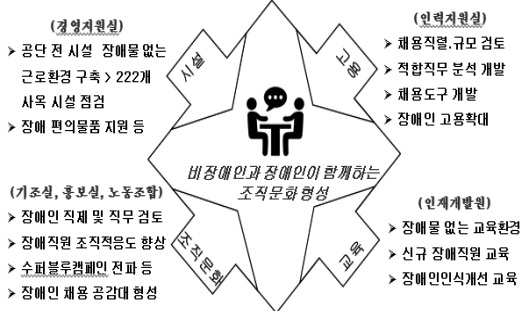 (경영지원실)
➢ 공단 전 시설 장애물 없는
근로환경 구축 > 222개
사옥 시설 점검
➢ 장애 편의물품 지원 등
(인력지원실)
➢ 채용직렬.규모 검토
➢ 적합직무 분석 개발
➢ 채용도구 개발
➢ 장애인 고용확대
시설
고용
비장애인과 장애인이 함께하는
조직문화 형성
조직문화
교육
(기조실, 홍보실, 노동조합)
➢ 장애인 직제 및 직무 검토
➢ 장애직원 조직적응도 향상
➢ 수퍼블루캠페인 전파 등
➢ 장애인 채용 공감대 형성
(인재개발원)
➢ 장애물 없는 교육환경
➢ 신규 장애직원 교육
➢ 장애인인식개선 교육